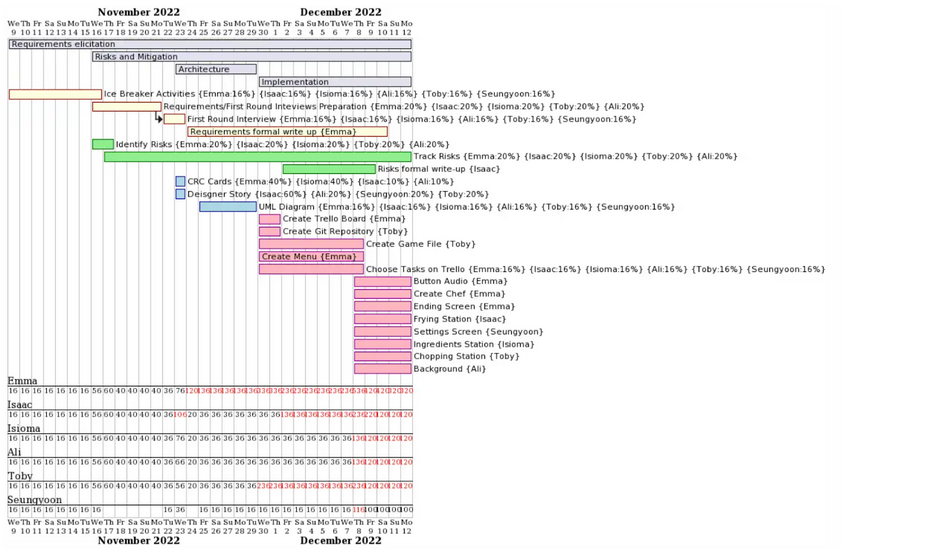 November 2022 December 2022
We Th Fr Sa Su Mo Tu We Th Fr Sa Su Mo Tu We Th Fr Sa Su Mo Tu We Th Fr Sa Su Mo Tu We Th Fr Sa Su Mo
9 10 11 12 13 14 15 16 17 18 19 20 21 22 23 24 25 26 27 28 29 30 1 2 3 4 5 6 7 8 9 10 11 12
Requirements elicitation
Risks and Mitigation
Architecture
Implementation
Ice Breaker Activities {Emma:16%} {Isaac:16%} {Isioma:16%} {Ali:16%} {Toby:16%} {Seungyoon:16%}
Requirements/First Round Inteviews Preparation {Emma:20%} {Isaac:20%} {Isioma:20%} {Toby:20%} {Ali:20%}
First Round Interview {Emma:16%} {Isaac:16%} {Isioma:16%} {Ali:16%} {Toby:16%} {Seungyoon:16%}
Requirements formal write up {Emma}
Identify Risks {Emma:20%} {Isaac:20%} {Isioma:20%} {Toby:20%} {Ali:20%}
Track Risks {Emma:20%} {Isaac:20%} {Isioma:20%} {Toby:20%} {Ali:20%}
Risks formal write-up {Isaac}
CRC Cards {Emma:40%} {Isioma:40%} {Isaac:10%} {Ali:10%}
Deisgner Story {Isaac:60%} {Ali:20%} {Seungyoon:20%} {Toby:20%}
UML Diagram {Emma:16%} {Isaac:16%} {Isioma:16%} {Ali:16%} {Toby:16%} {Seungyoon:16%}
Create Trello Board {Emma}
Create Git Repository {Toby}
Create Game File {Toby}
Create Menu {Emma}
Choose Tasks on Trello {Emma:16%} {Isaac:16%} {Isioma:16%} {Ali:16%} {Toby:16%} {Seungyoon:16%}
Button Audio {Emma}
Create Chef {Emma}
Ending Screen {Emma}
Frying Station {Isaac}
Settings Screen {Seungyoon}
Ingredients Station {Isioma}
Chopping Station {Toby}
Background {Ali}
Emma
16 16 16 16 16 16 16 56 60 40 40 40 40 36 76 120 136 136 136 136 136 336 336 236 236 236 236 236 236 536 420 420 320 320
Isaac
16 16 16 16 16 16 16 56 60 40 40 40 40 36 106 20 36 36 36 36 36 36 36 136 136 136 136 136 136 236 220 120 120 120
Isioma
16 16 16 16 16 16 16 56 60 40 40 40 40 36 76 20 36 36 36 36 36 36 36 36 36 36 36 36 36 136 120 120 120 120
Ali
16 16 16 16 16 16 16 56 60 40 40 40 40 36 66 20 36 36 36 36 36 36 36 36 36 36 36 36 36 136 120 120 120 120
Toby
16 16 16 16 16 16 16 56 60 40 40 40 40 36 56 20 36 36 36 36 36 236 236 136 136 136 136 136 136 236 120 120 120 120
Seungyoon
16 16 16 16 16 16 16 16 16 36 16 16 16 16 16 16 16 16 16 16 16 16 16 116 100 100 100 100
We Th Fr Sa Su Mo Tu We Th Fr Sa Su Mo Tu We Th Fr Sa Su Mo Tu We Th Fr Sa Su Mo Tu We Th Fr Sa Su Mo
9 10 11 12 13 14 15 16 17 18 19 20 21 22 23 24 25 26 27 28 29 30 1 2 3 4 5 6 7 8 9 10 11 12
November 2022 December 2022